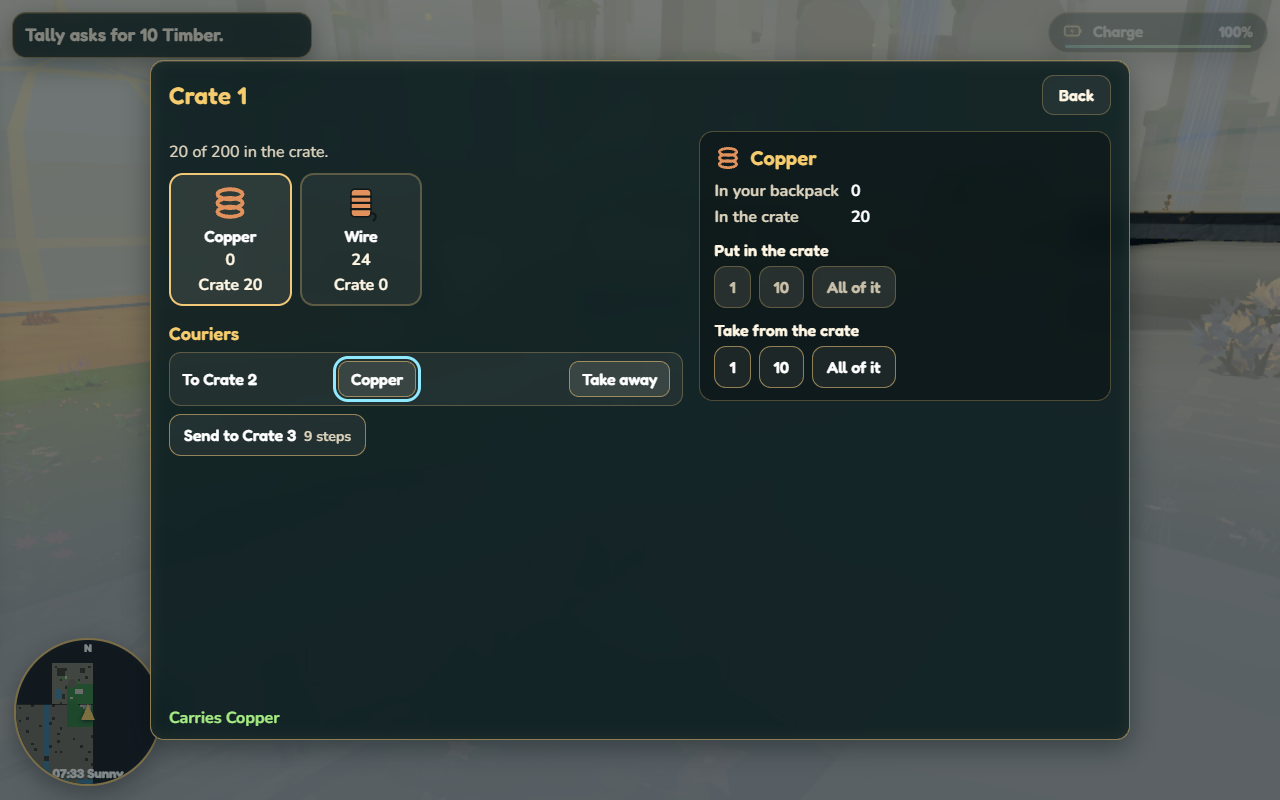 Tally asks for 10 Timber.
Charge 100%
Crate 1
Back
20 of 200 in the crate.
Copper
0
Crate 20
Wire
24
Crate 0
Couriers
To Crate 2 Copper Take away
Send to Crate 3 9 steps
Copper
In your backpack 0
In the crate 20
Put in the crate
1 10 All of it
Take from the crate
1 10 All of it
Carries Copper
N
07:33 Sunny